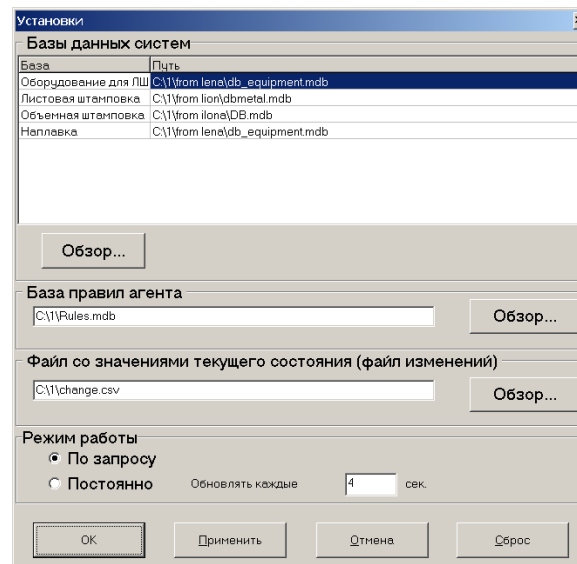 Установки
Базы данных систем
База Путь
Оборудование для ЛШ C:\1\from lena\db_equipment.mdb
Листовая штамповка C:\1\from lion\dbmetal.mdb
Объемная штамповка C:\1\from ilona\DB.mdb
Наплавка C:\1\from lena\db_equipment.mdb
Обзор...
База правил агента
C:\1\Rules.mdb Обзор...
Файл со значениями текущего состояния (файл изменений)
C:\1\change.csv Обзор...
Режим работы
По запросу
Постоянно Обновлять каждые 4 сек.
OK Применить Отмена Сброс